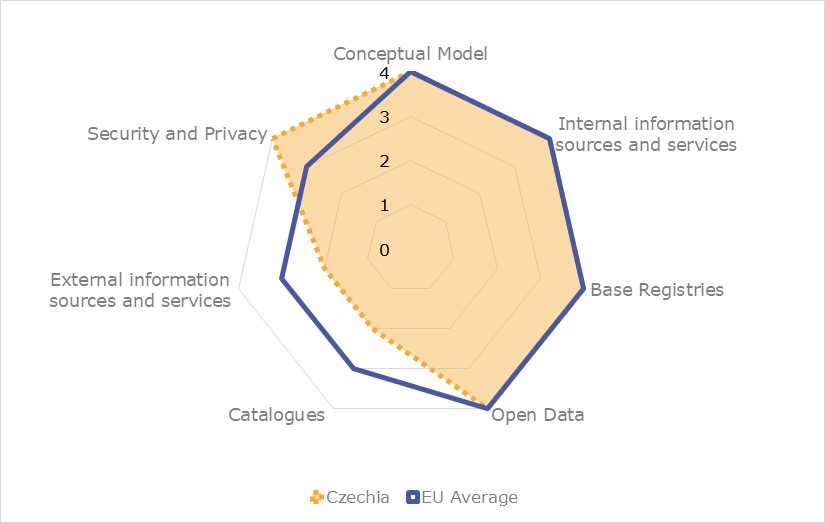 Conceptual Model
4
Internal information
sources and services
Security and Privacy
3
2
1
0
External information
sources and services
Base Registries
Catalogues
Open Data
Czechia
EU Average